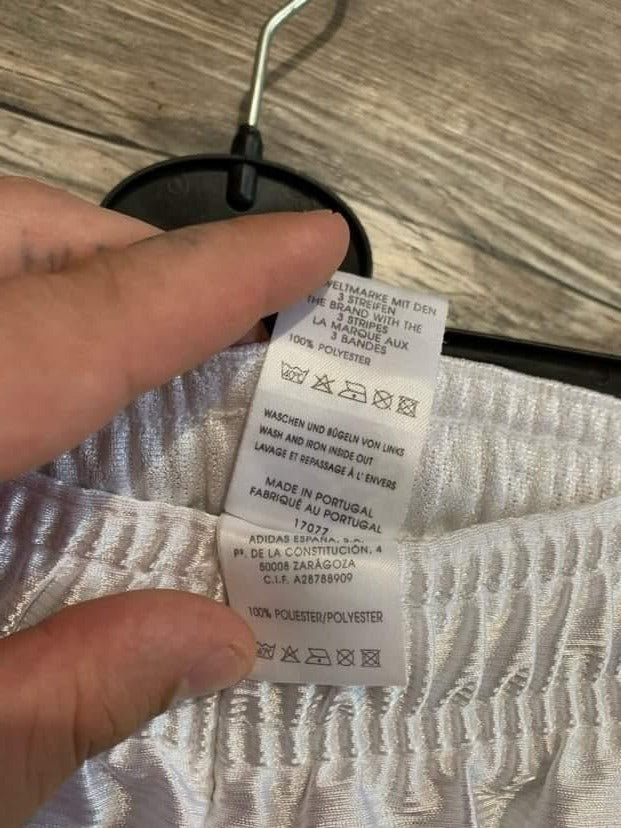 WELTMARKE MIT DEN
3 STREIFEN
THE BRAND WITH THE
3 STRIPES
LA MARQUE AUX
3 BANDES
100% POLYESTER
40°
WASCHEN UND BÜGELN VON LINKS
WASH AND IRON INSIDE OUT
LAVAGE ET REPASSAGE À L' ENVERS
MADE IN PORTUGAL
FABRIQUÉ AU PORTUGAL
17077
ADIDAS ESPAÑA, S.A.
Pº. DE LA CONSTITUCIÓN, 4
50008 ZARAGOZA
C.I.F. A28788909
100% POLIESTER/POLYESTER